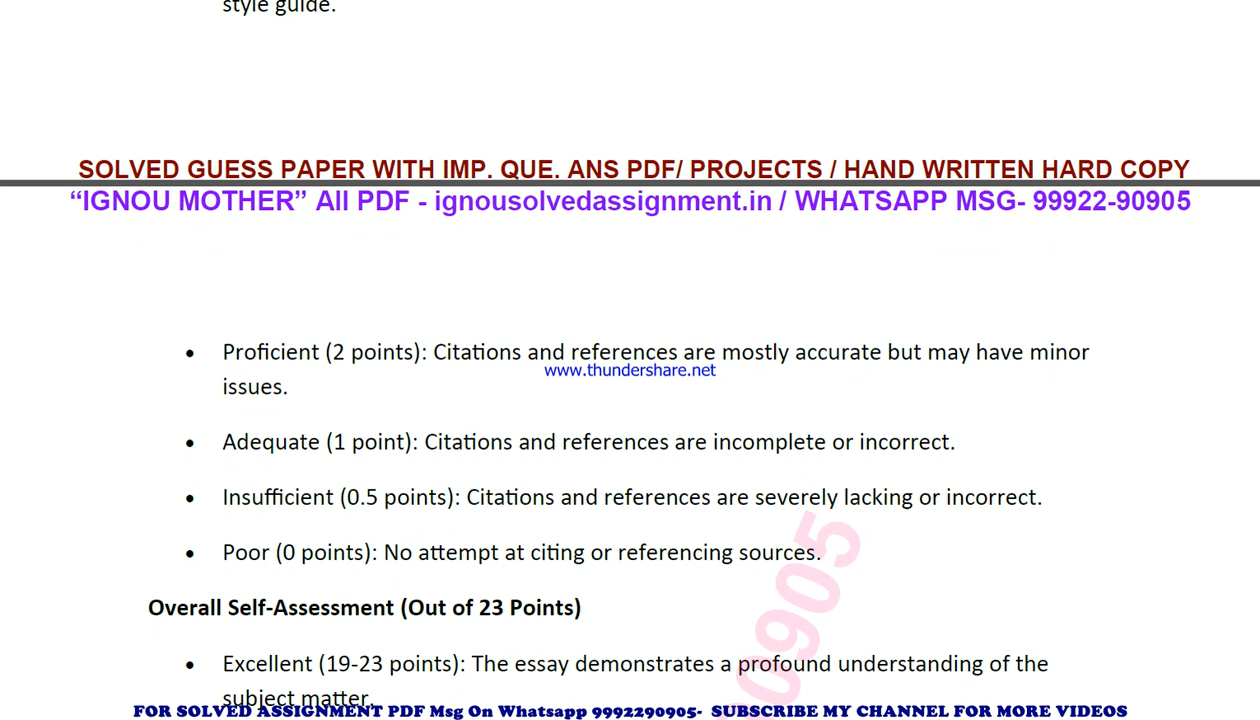 style guide.
SOLVED GUESS PAPER WITH IMP. QUE. ANS PDF/ PROJECTS / HAND WRITTEN HARD COPY
“IGNOU MOTHER” All PDF - ignousolvedassignment.in / WHATSAPP MSG- 99922-90905
• Proficient (2 points): Citations and references are mostly accurate but may have minor
www.thundershare.net
issues.
• Adequate (1 point): Citations and references are incomplete or incorrect.
• Insufficient (0.5 points): Citations and references are severely lacking or incorrect.
• Poor (0 points): No attempt at citing or referencing sources.
0905
Overall Self-Assessment (Out of 23 Points)
• Excellent (19-23 points): The essay demonstrates a profound understanding of the
subject matter.
FOR SOLVED ASSIGNMENT PDF Msg On Whatsapp 9992290905- SUBSCRIBE MY CHANNEL FOR MORE VIDEOS